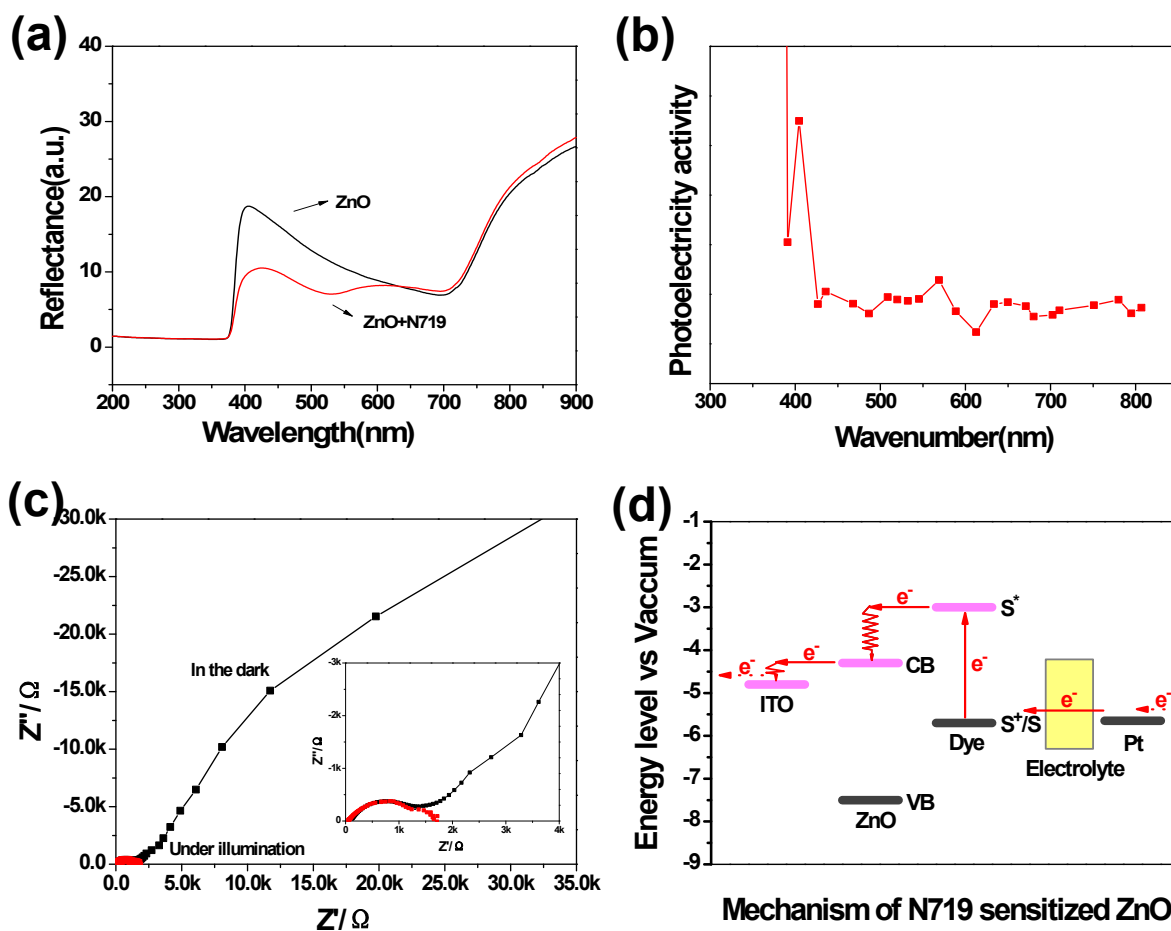 (a)
40
30
20
10
0
Reflectance(a.u.)
ZnO
ZnO+N719
200 300 400 500 600 700 800 900
Wavelength(nm)
(b)
Photoelectricity activity
300 400 500 600 700 800
Wavenumber(nm)
(c)
-30.0k
-25.0k
-20.0k
-15.0k
-10.0k
-5.0k
0.0
Z''/ Ω
In the dark
Under illumination
-3k
-2k
-1k
0
Z''/ Ω
0 1k 2k 3k 4k
Z'/ Ω
0.0 5.0k 10.0k 15.0k 20.0k 25.0k 30.0k 35.0k
Z'/ Ω
(d)
-1
-2
-3
-4
-5
-6
-7
-8
-9
Energy level vs Vaccum
e- S*
e- e- CB
ITO
e-
S+/S
Dye
e- e-
Pt
Electrolyte
VB
ZnO
Mechanism of N719 sensitized ZnO